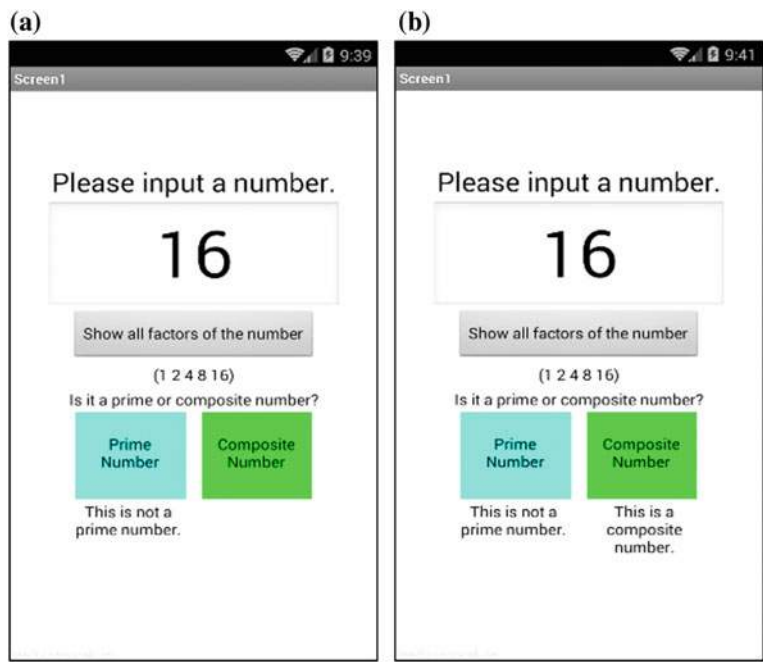 (a)
9:39
Screen1
Please input a number.
16
Show all factors of the number
(1 2 4 8 16)
Is it a prime or composite number?
Prime
Number
Composite
Number
This is not a
prime number.
(b)
9:41
Screen1
Please input a number.
16
Show all factors of the number
(1 2 4 8 16)
Is it a prime or composite number?
Prime
Number
Composite
Number
This is not a
prime number.
This is a
composite
number.